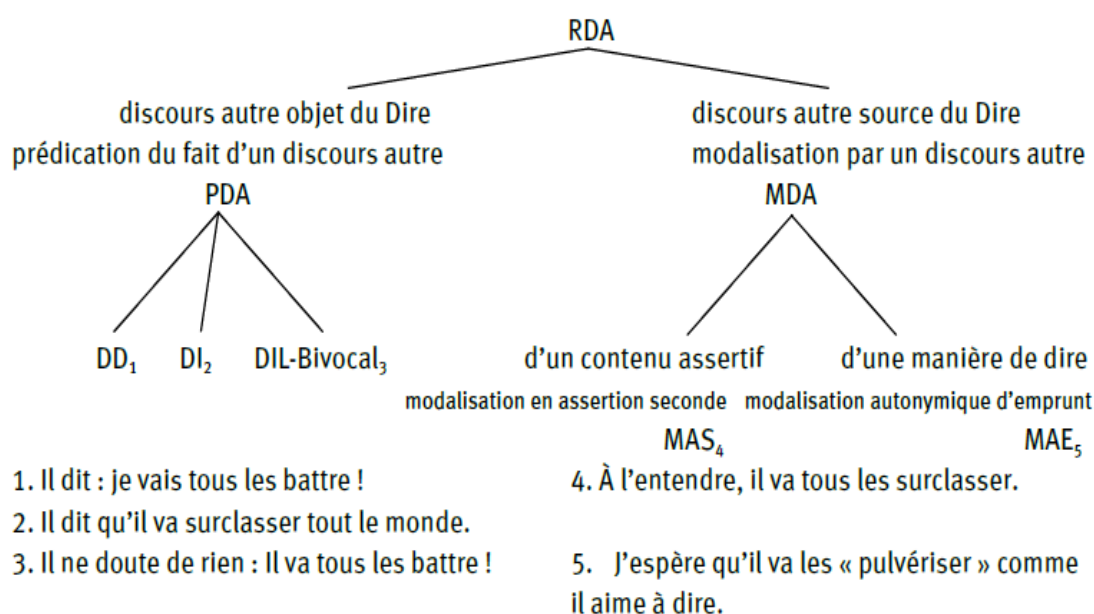 RDA
discours autre objet du Dire
discours autre source du Dire
prédication du fait d’un discours autre
modalisation par un discours autre
PDA
MDA
DD₁ DI₂ DIL-Bivocal₃
d’un contenu assertif
d’une manière de dire
modalisation en assertion seconde
modalisation autonymique d’emprunt
MAS₄
MAE₅
1. Il dit : je vais tous les battre !
2. Il dit qu’il va surclasser tout le monde.
3. Il ne doute de rien : Il va tous les battre !
4. À l’entendre, il va tous les surclasser.
5. J’espère qu’il va les « pulvériser » comme
il aime à dire.